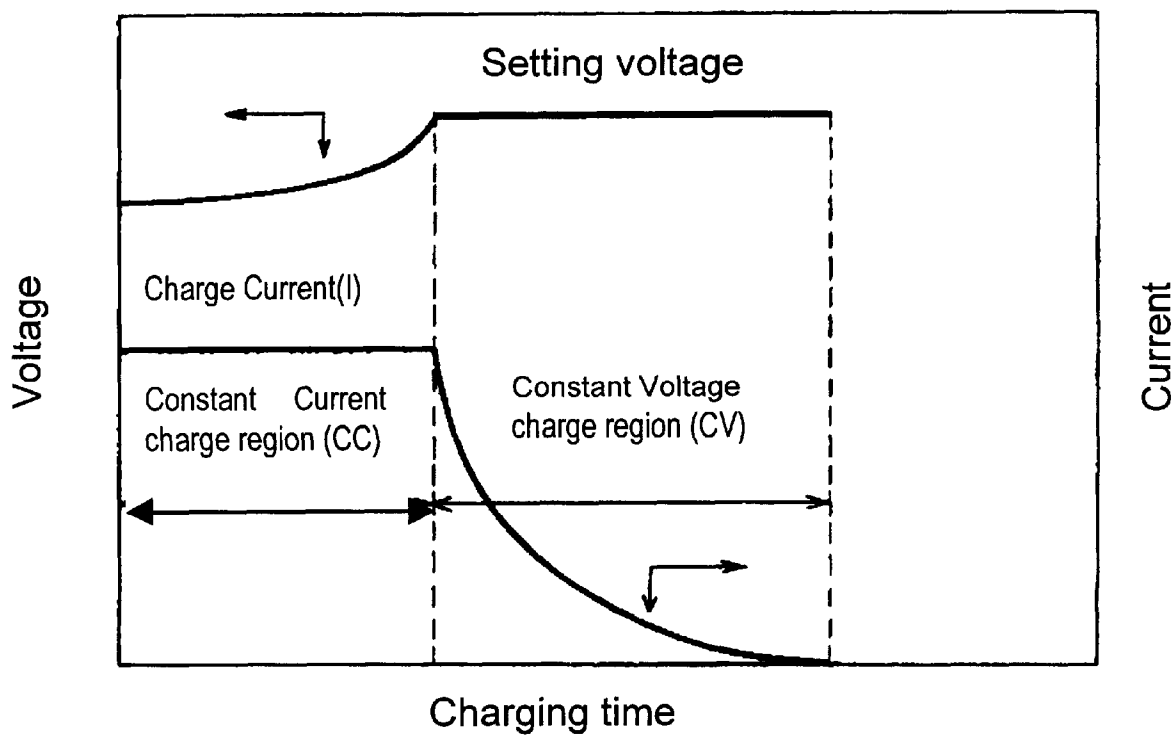 Setting voltage
Voltage
Charge Current(I)
Current
Constant Current
charge region (CC)
Constant Voltage
charge region (CV)
Charging time